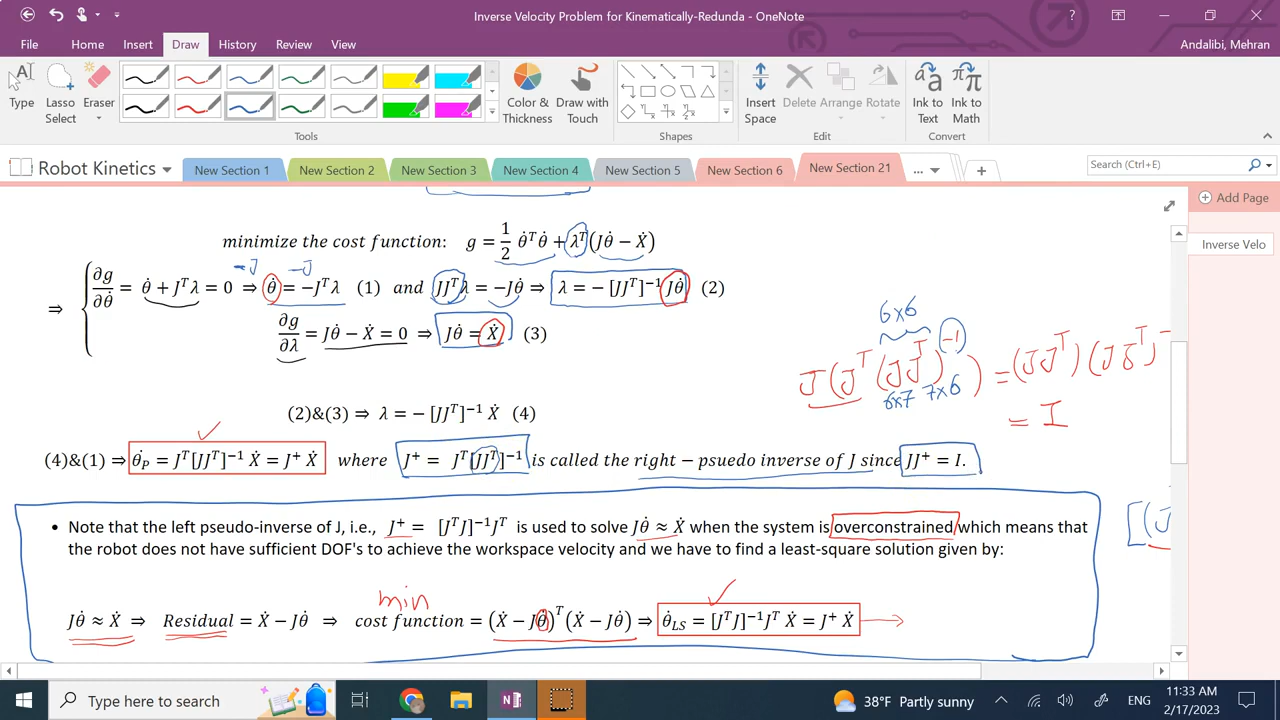 Inverse Velocity Problem for Kinematically-Redunda - OneNote
File Home Insert Draw History Review View
Andalibi, Mehran
Type
Lasso Select
Eraser
Color & Thickness
Draw with Touch
Insert Space
Delete
Arrange
Rotate
Ink to Text
Ink to Math
Tools
Shapes
Edit
Convert
Robot Kinetics
New Section 1
New Section 2
New Section 3
New Section 4
New Section 5
New Section 6
New Section 21
...
Search (Ctrl+E)
Add Page
Inverse Velo
minimize the cost function: g = 1/2 θ̇ᵀθ̇ + λᵀ(Jθ̇ − Ẋ)
-J -J
⇒ { ∂g/∂θ̇ = θ̇ + Jᵀλ = 0 ⇒ θ̇ = −Jᵀλ (1) and JJᵀλ = −Jθ̇ ⇒ λ = −[JJᵀ]⁻¹ Jθ̇ (2)
∂g/∂λ = Jθ̇ − Ẋ = 0 ⇒ Jθ̇ = Ẋ (3)
6x6
J(Jᵀ(JJᵀ)⁻¹) = (JJᵀ)(JJᵀ)
6x7 7x6
= I
(2)&(3) ⇒ λ = −[JJᵀ]⁻¹ Ẋ (4)
(4)&(1) ⇒ θ̇_P = Jᵀ[JJᵀ]⁻¹ Ẋ = J⁺ Ẋ where J⁺ = Jᵀ[JJᵀ]⁻¹ is called the right − psuedo inverse of J since JJ⁺ = I.
• Note that the left pseudo-inverse of J, i.e., J⁺ = [JᵀJ]⁻¹Jᵀ is used to solve Jθ̇ ≈ Ẋ when the system is overconstrained which means that
the robot does not have sufficient DOF's to achieve the workspace velocity and we have to find a least-square solution given by:
min
Jθ̇ ≈ Ẋ ⇒ Residual = Ẋ − Jθ̇ ⇒ cost function = (Ẋ − Jθ̇)ᵀ(Ẋ − Jθ̇) ⇒ θ̇_LS = [JᵀJ]⁻¹Jᵀ Ẋ = J⁺ Ẋ
Type here to search
38°F Partly sunny
ENG
11:33 AM
2/17/2023